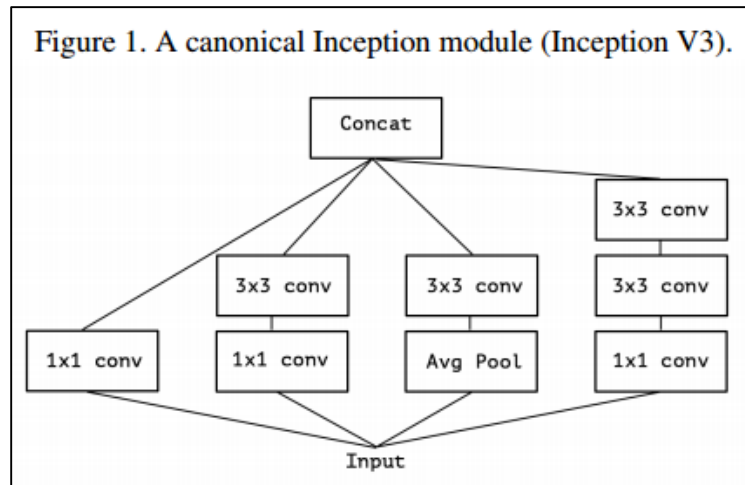 Figure 1. A canonical Inception module (Inception V3).
Concat
3x3 conv
3x3 conv
3x3 conv
3x3 conv
1x1 conv
1x1 conv
Avg Pool
1x1 conv
Input